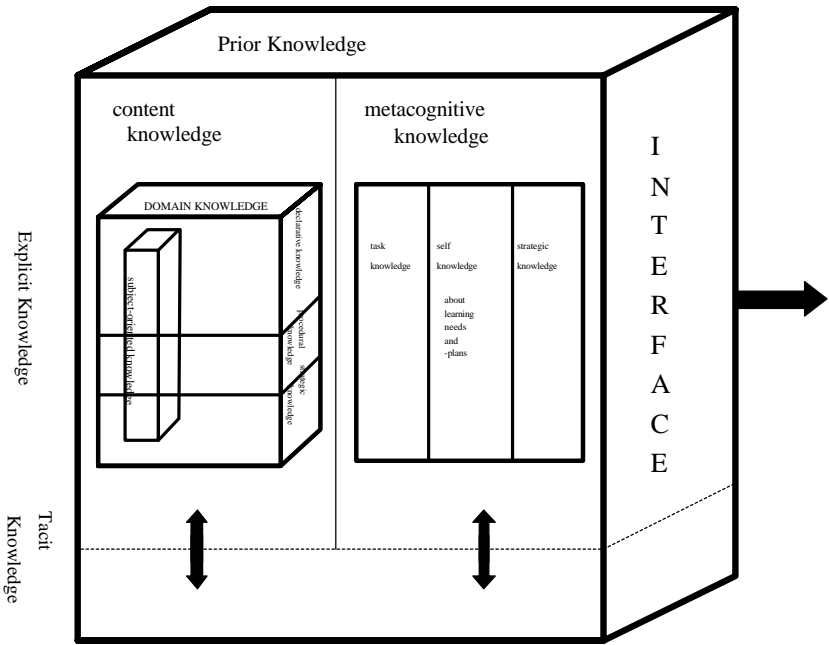 Prior Knowledge
content
knowledge
metacognitive
knowledge
DOMAIN KNOWLEDGE
declarative knowledge
procedural
knowledge
strategic
knowledge
subject-oriented knowledge
task
knowledge
self
knowledge
about
learning
needs
and
-plans
strategic
knowledge
I
N
T
E
R
F
A
C
E
Explicit Knowledge
Tacit
Knowledge